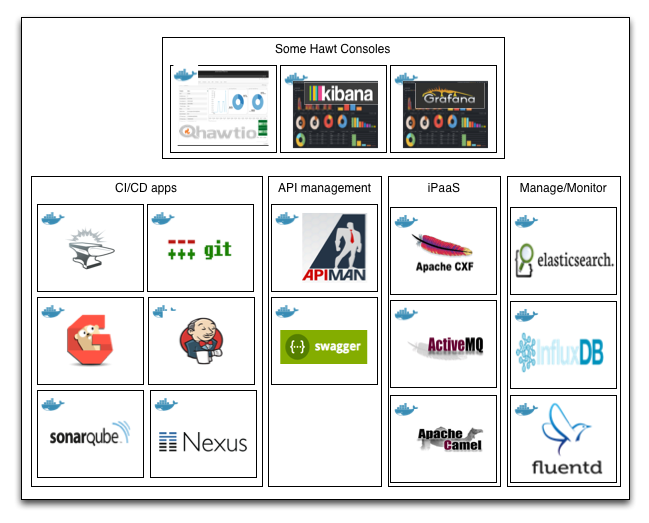 Some Hawt Consoles
hawtio
kibana
Grafana
CI/CD apps
API management
iPaaS
Manage/Monitor
git
APIMAN
Apache CXF
elasticsearch.
G
{···} swagger
ActiveMQ
InfluxDB
sonarqube
Nexus
Apache
Camel
fluentd